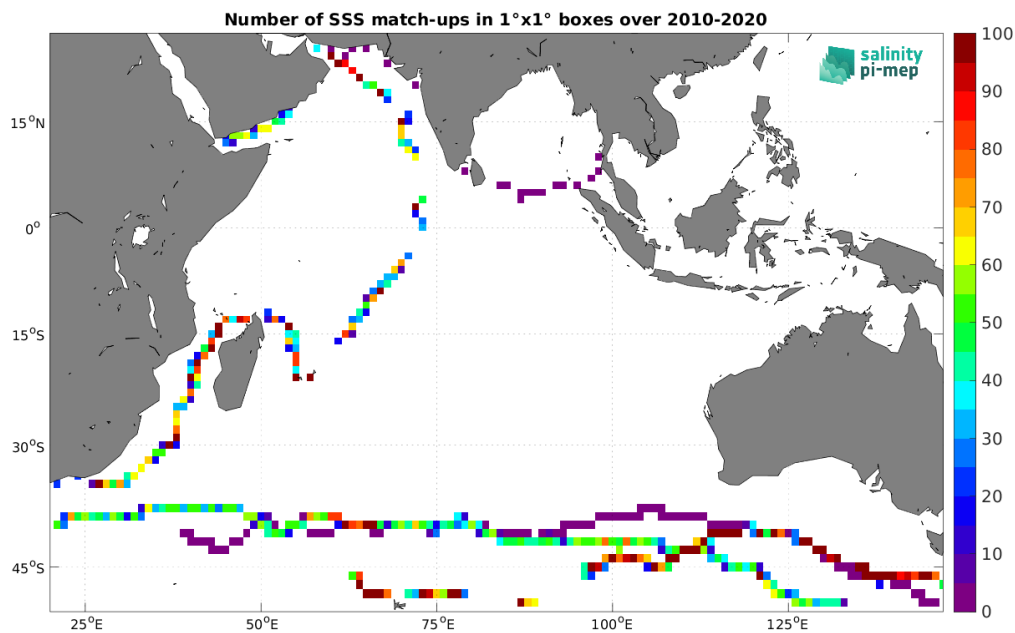 Number of SSS match-ups in 1°x1° boxes over 2010-2020
salinity
pi-mep
100
90
80
70
60
50
40
30
20
10
0
15°N
0°
15°S
30°S
45°S
25°E
50°E
75°E
100°E
125°E